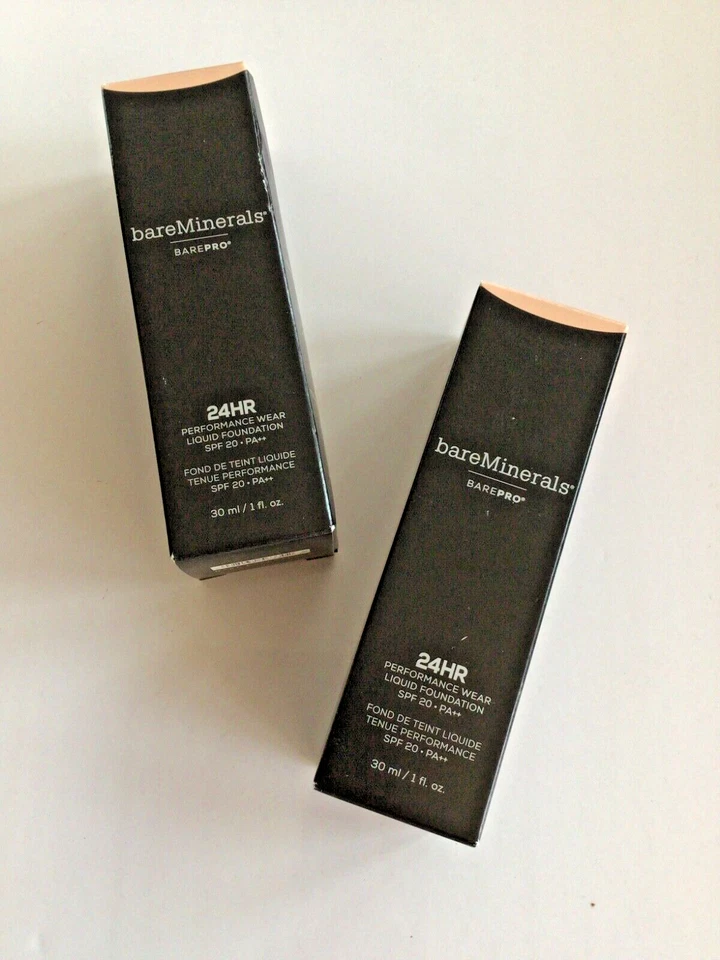 bareMinerals®
BAREPRO®
24HR
PERFORMANCE WEAR
LIQUID FOUNDATION
SPF 20 • PA++
FOND DE TEINT LIQUIDE
TENUE PERFORMANCE
SPF 20 • PA++
30 ml / 1 fl. oz.
bareMinerals®
BAREPRO®
24HR
PERFORMANCE WEAR
LIQUID FOUNDATION
SPF 20 • PA++
FOND DE TEINT LIQUIDE
TENUE PERFORMANCE
SPF 20 • PA++
30 ml / 1 fl. oz.